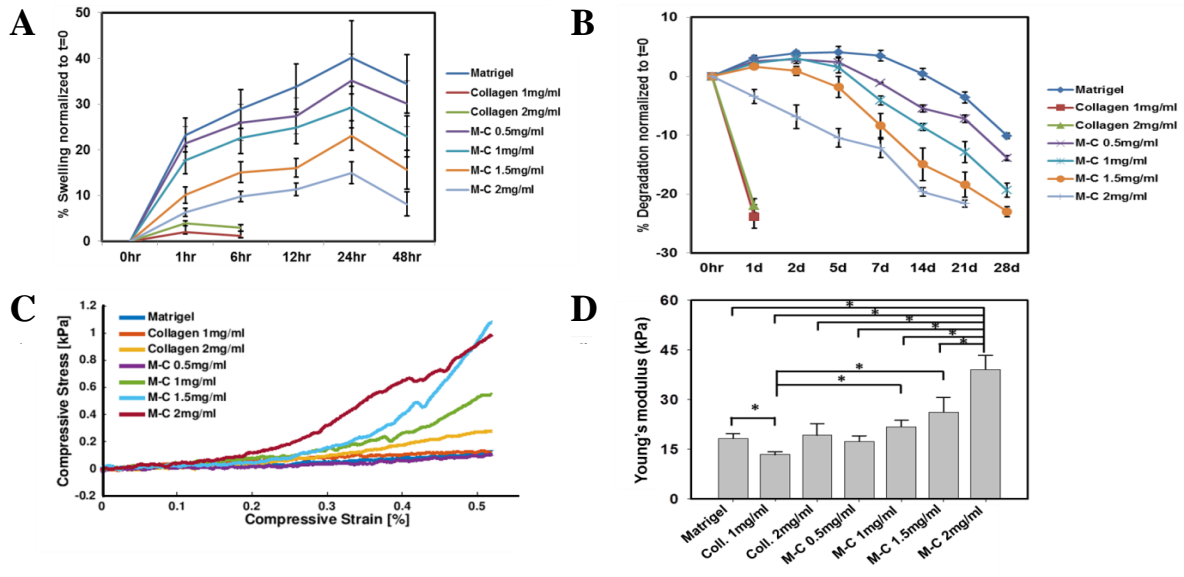 A
% Swelling normalized to t=0
50
40
30
20
10
0
0hr 1hr 6hr 12hr 24hr 48hr
Matrigel
Collagen 1mg/ml
Collagen 2mg/ml
M-C 0.5mg/ml
M-C 1mg/ml
M-C 1.5mg/ml
M-C 2mg/ml
B
% Degradation normalized to t=0
10
0
-10
-20
-30
0hr 1d 2d 5d 7d 14d 21d 28d
Matrigel
Collagen 1mg/ml
Collagen 2mg/ml
M-C 0.5mg/ml
M-C 1mg/ml
M-C 1.5mg/ml
M-C 2mg/ml
C
Compressive Stress [kPa]
1.2
1
0.8
0.6
0.4
0.2
0
-0.2
0 0.1 0.2 0.3 0.4 0.5
Compressive Strain [%]
Matrigel
Collagen 1mg/ml
Collagen 2mg/ml
M-C 0.5mg/ml
M-C 1mg/ml
M-C 1.5mg/ml
M-C 2mg/ml
D
Young's modulus (kPa)
60
45
30
15
0
* * * * * * * * *
Matrigel
Coll. 1mg/ml
Coll. 2mg/ml
M-C 0.5mg/ml
M-C 1mg/ml
M-C 1.5mg/ml
M-C 2mg/ml